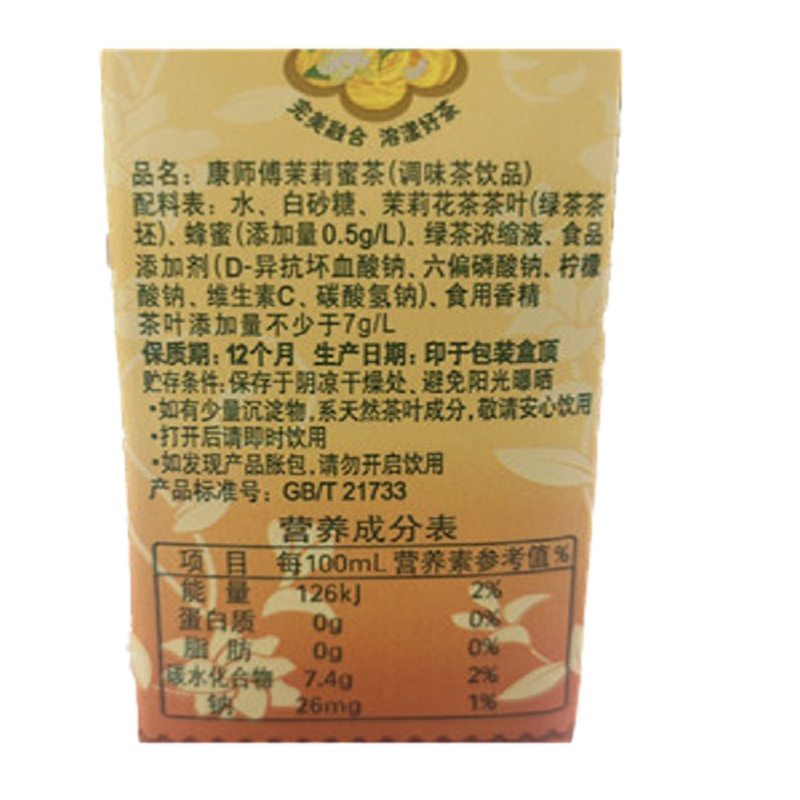 完美融合 溶漾好茶
品名：康师傅茉莉蜜茶(调味茶饮品)
配料表：水、白砂糖、茉莉花茶茶叶(绿茶茶
坯)、蜂蜜(添加量0.5g/L)、绿茶浓缩液、食品
添加剂(D-异抗坏血酸钠、六偏磷酸钠、柠檬
酸钠、维生素C、碳酸氢钠)、食用香精
茶叶添加量不少于7g/L
保质期：12个月 生产日期：印于包装盒顶
贮存条件：保存于阴凉干燥处、避免阳光曝晒
•如有少量沉淀物,系天然茶叶成分,敬请安心饮用
•打开后请即时饮用
•如发现产品胀包,请勿开启饮用
产品标准号：GB/T 21733
营养成分表
项 目 每100mL 营养素参考值%
能 量 126kJ 2%
蛋白质 0g 0%
脂 肪 0g 0%
碳水化合物 7.4g 2%
钠 26mg 1%